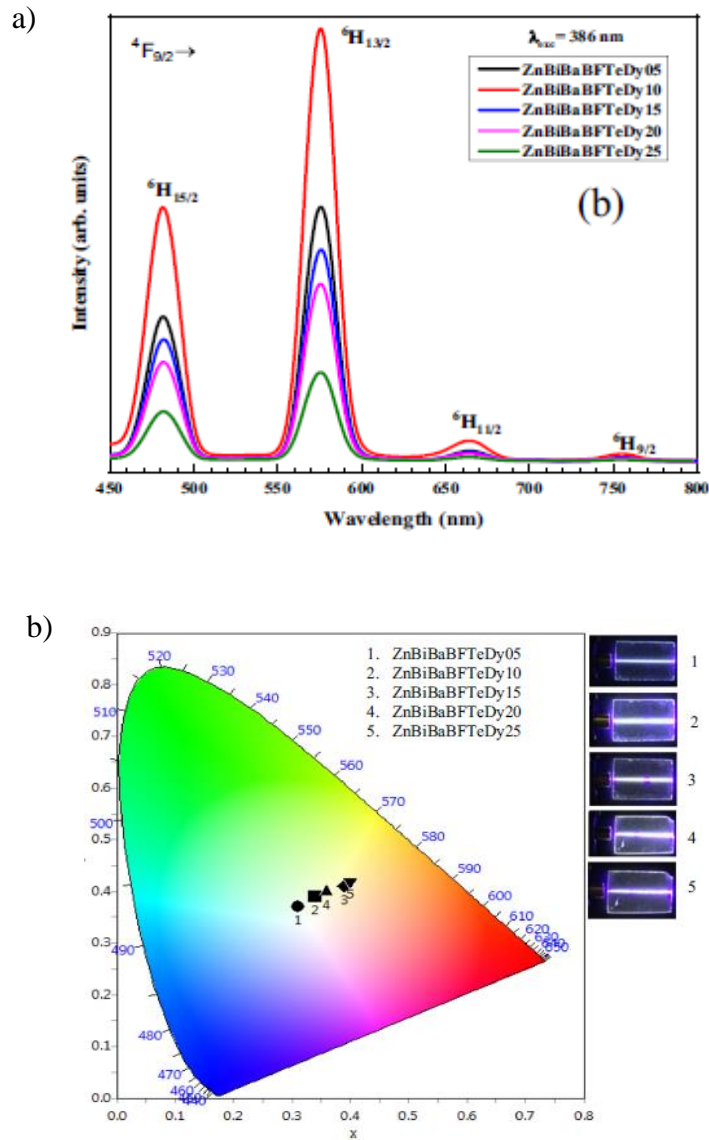 a)
⁴F₉/₂→
⁶H₁₃/₂
λₑₓₑ = 386 nm
ZnBiBaBFTeDy05
ZnBiBaBFTeDy10
ZnBiBaBFTeDy15
ZnBiBaBFTeDy20
ZnBiBaBFTeDy25
⁶H₁₅/₂
(b)
Intensity (arb. units)
⁶H₁₁/₂
⁶H₉/₂
450 500 550 600 650 700 750 800
Wavelength (nm)
b)
0.9
0.8
0.7
0.6
0.5
0.4
0.3
0.2
0.1
0.0
1. ZnBiBaBFTeDy05
2. ZnBiBaBFTeDy10
3. ZnBiBaBFTeDy15
4. ZnBiBaBFTeDy20
5. ZnBiBaBFTeDy25
520
530
540
510
550
560
570
500
580
590
600
610
620
630
490
480
470
460
440
1 2 4 3 5
0.0 0.1 0.2 0.3 0.4 0.5 0.6 0.7 0.8
x
1
2
3
4
5